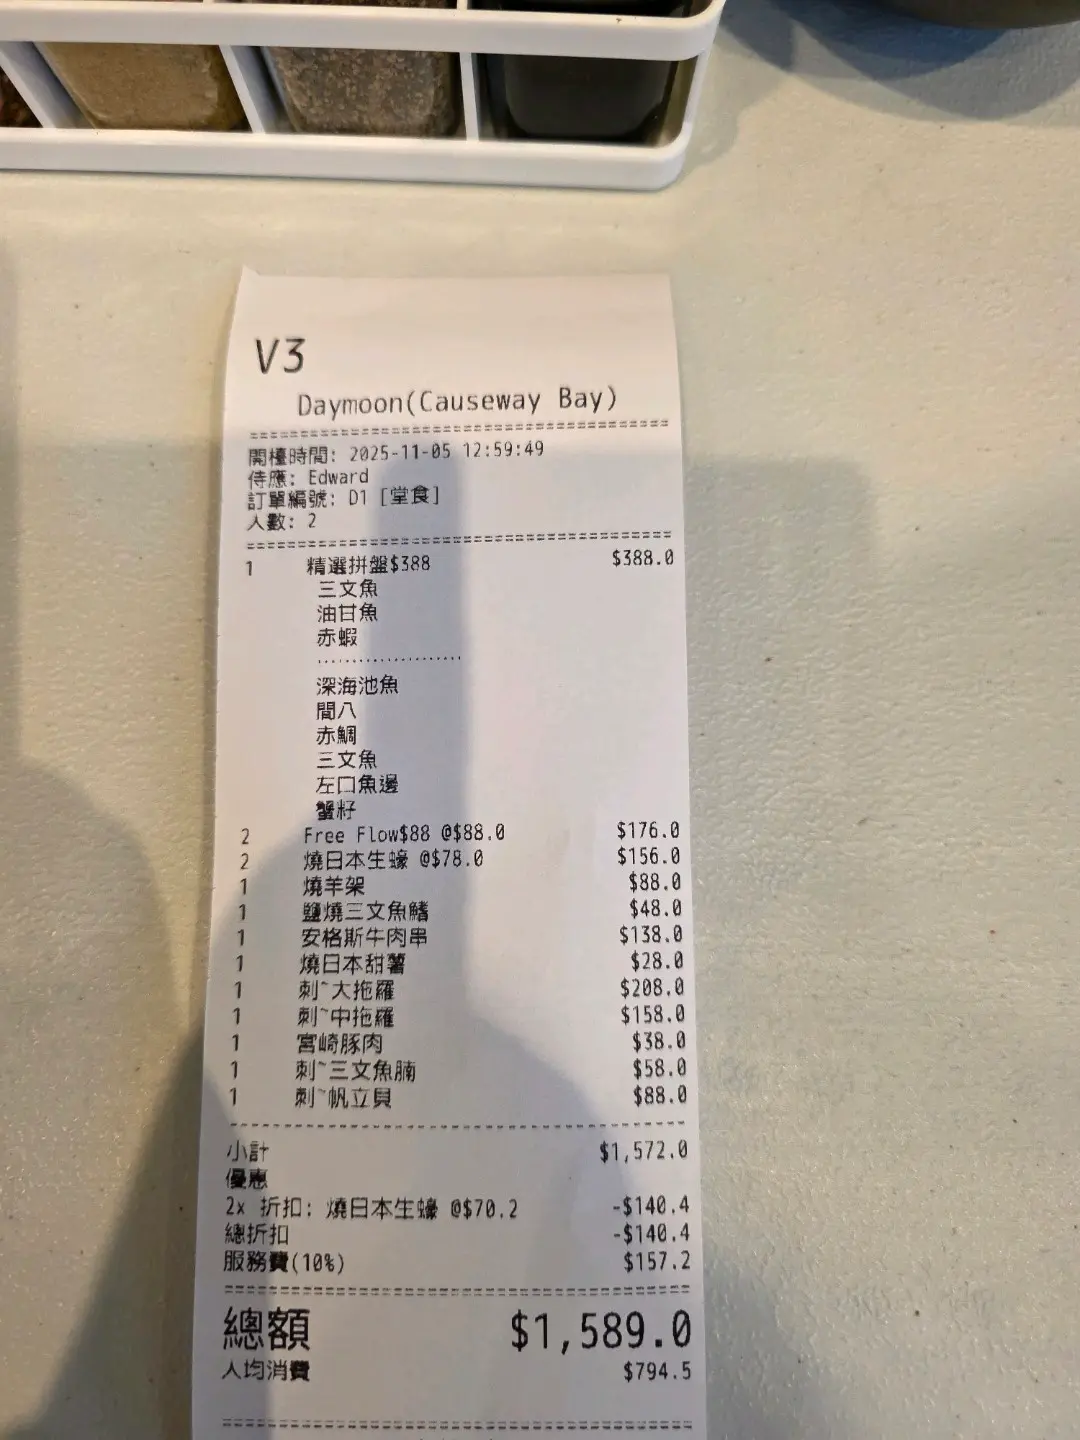 V3
Daymoon(Causeway Bay)
開檯時間: 2025-11-05 12:59:49
侍應: Edward
訂單編號: D1 [堂食]
人數: 2
1 精選拼盤$388 $388.0
三文魚
油甘魚
赤蝦
深海池魚
間八
赤鯛
三文魚
左口魚邊
蟹籽
2 Free Flow$88 @$88.0 $176.0
2 燒日本生蠔 @$78.0 $156.0
1 燒羊架 $88.0
1 鹽燒三文魚鰭 $48.0
1 安格斯牛肉串 $138.0
1 燒日本甜薯 $28.0
1 刺~大拖羅 $208.0
1 刺~中拖羅 $158.0
1 宮崎豚肉 $38.0
1 刺~三文魚腩 $58.0
1 刺~帆立貝 $88.0
小計 $1,572.0
優惠
2x 折扣: 燒日本生蠔 @$70.2 -$140.4
總折扣 -$140.4
服務費(10%) $157.2
總額 $1,589.0
人均消費 $794.5